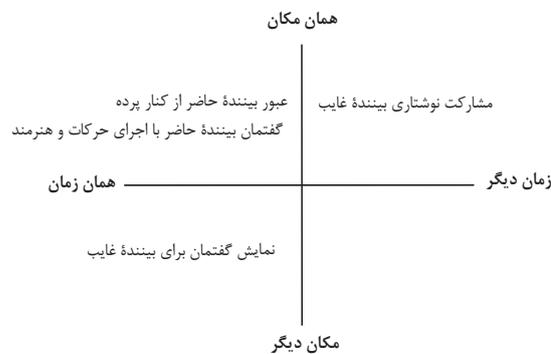 همان مکان
مشارکت نوشتاری بینندهٔ غایب
عبور بینندهٔ حاضر از کنار پرده
گفتمان بینندهٔ حاضر با اجرای حرکات و هنرمند
زمان دیگر
همان زمان
نمایش گفتمان برای بینندهٔ غایب
مکان دیگر